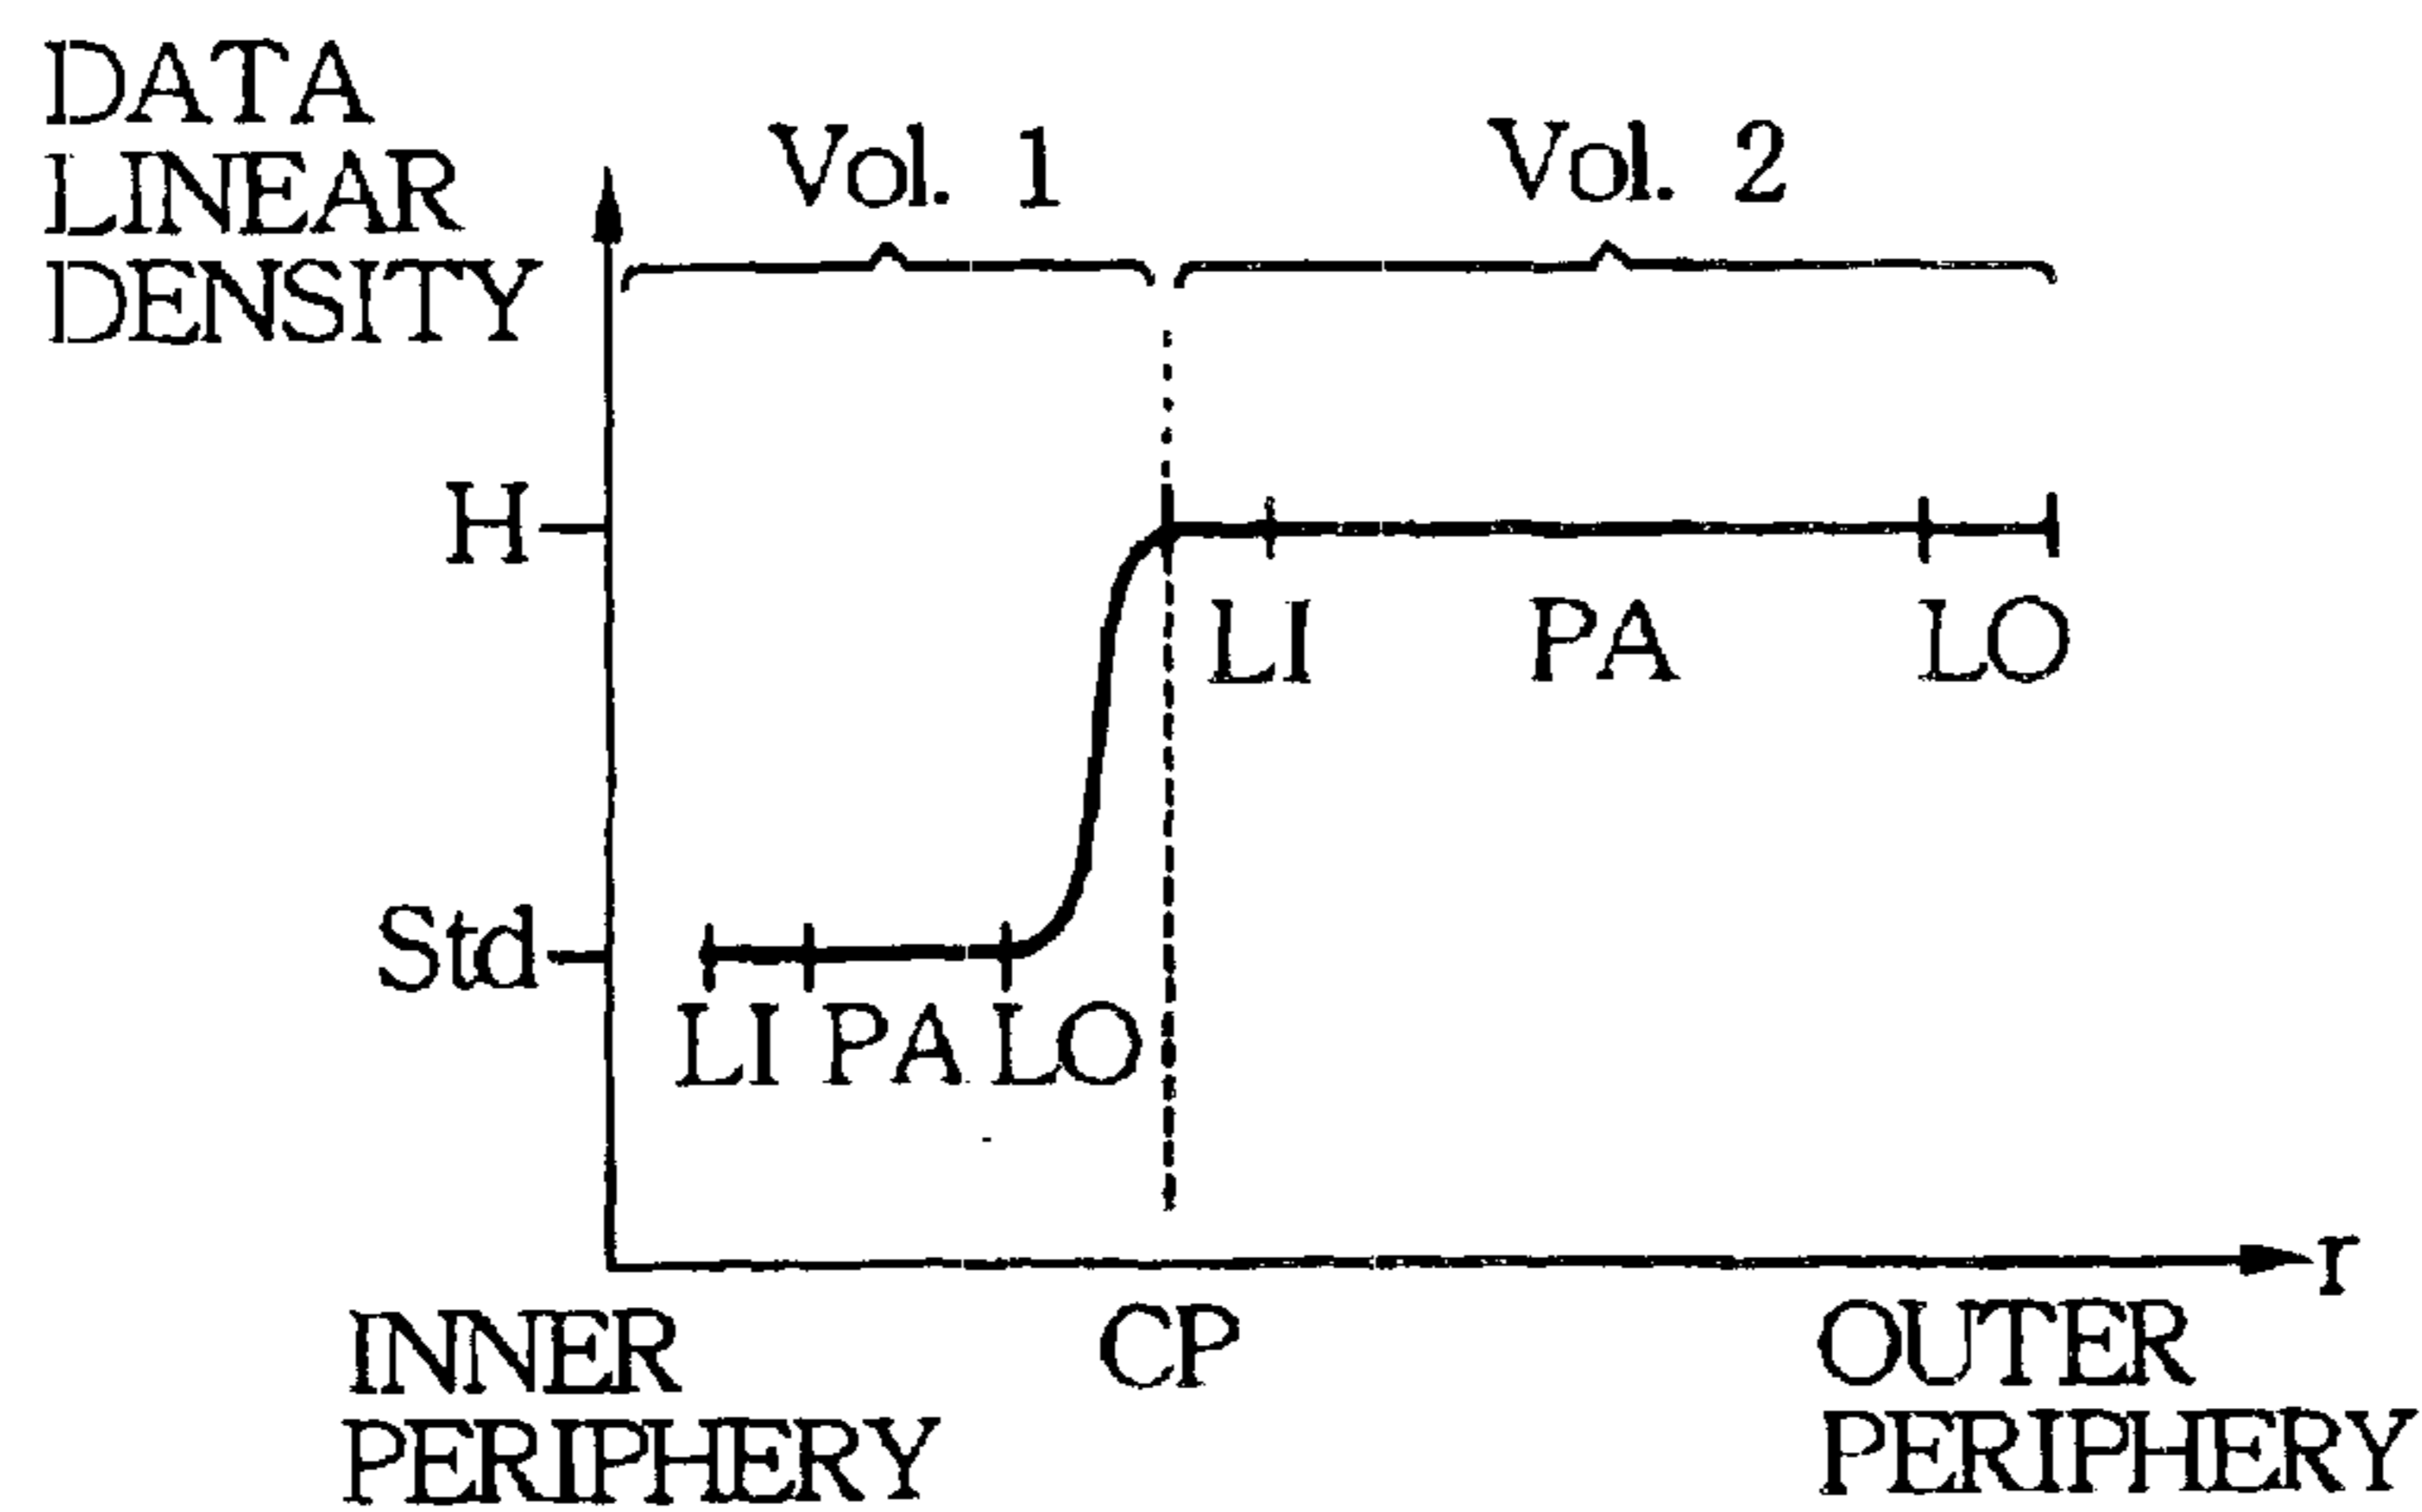 DATA
LINEAR
DENSITY
Vol. 1
Vol. 2
H
LI PA LO
Std
LI PA LO
r
INNER
PERIPHERY
CP
OUTER
PERIPHERY